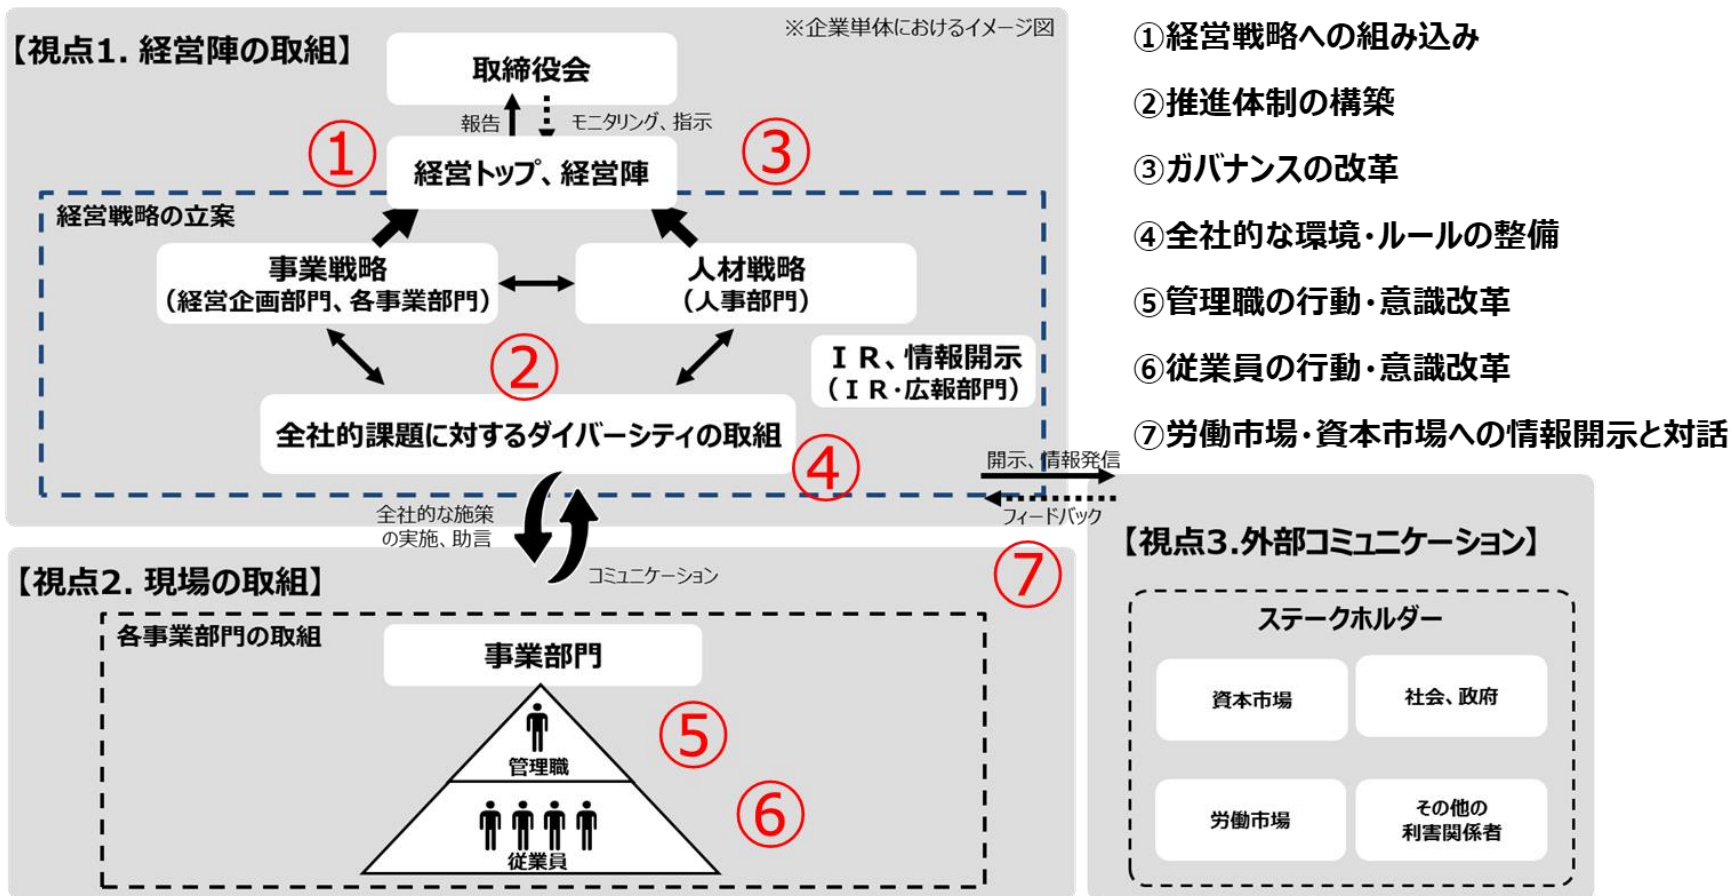 ※企業単体におけるイメージ図
【視点1. 経営陣の取組】
取締役会
報告
モニタリング、指示
①
③
経営トップ、経営陣
経営戦略の立案
事業戦略
（経営企画部門、各事業部門）
人材戦略
（人事部門）
②
ＩＲ、情報開示
（ＩＲ・広報部門）
全社的課題に対するダイバーシティの取組
④
開示、情報発信
フィードバック
全社的な施策
の実施、助言
コミュニケーション
⑦
【視点2. 現場の取組】
各事業部門の取組
事業部門
管理職
⑤
従業員
⑥
①経営戦略への組み込み
②推進体制の構築
③ガバナンスの改革
④全社的な環境・ルールの整備
⑤管理職の行動・意識改革
⑥従業員の行動・意識改革
⑦労働市場・資本市場への情報開示と対話
【視点3.外部コミュニケーション】
ステークホルダー
資本市場
社会、政府
労働市場
その他の
利害関係者